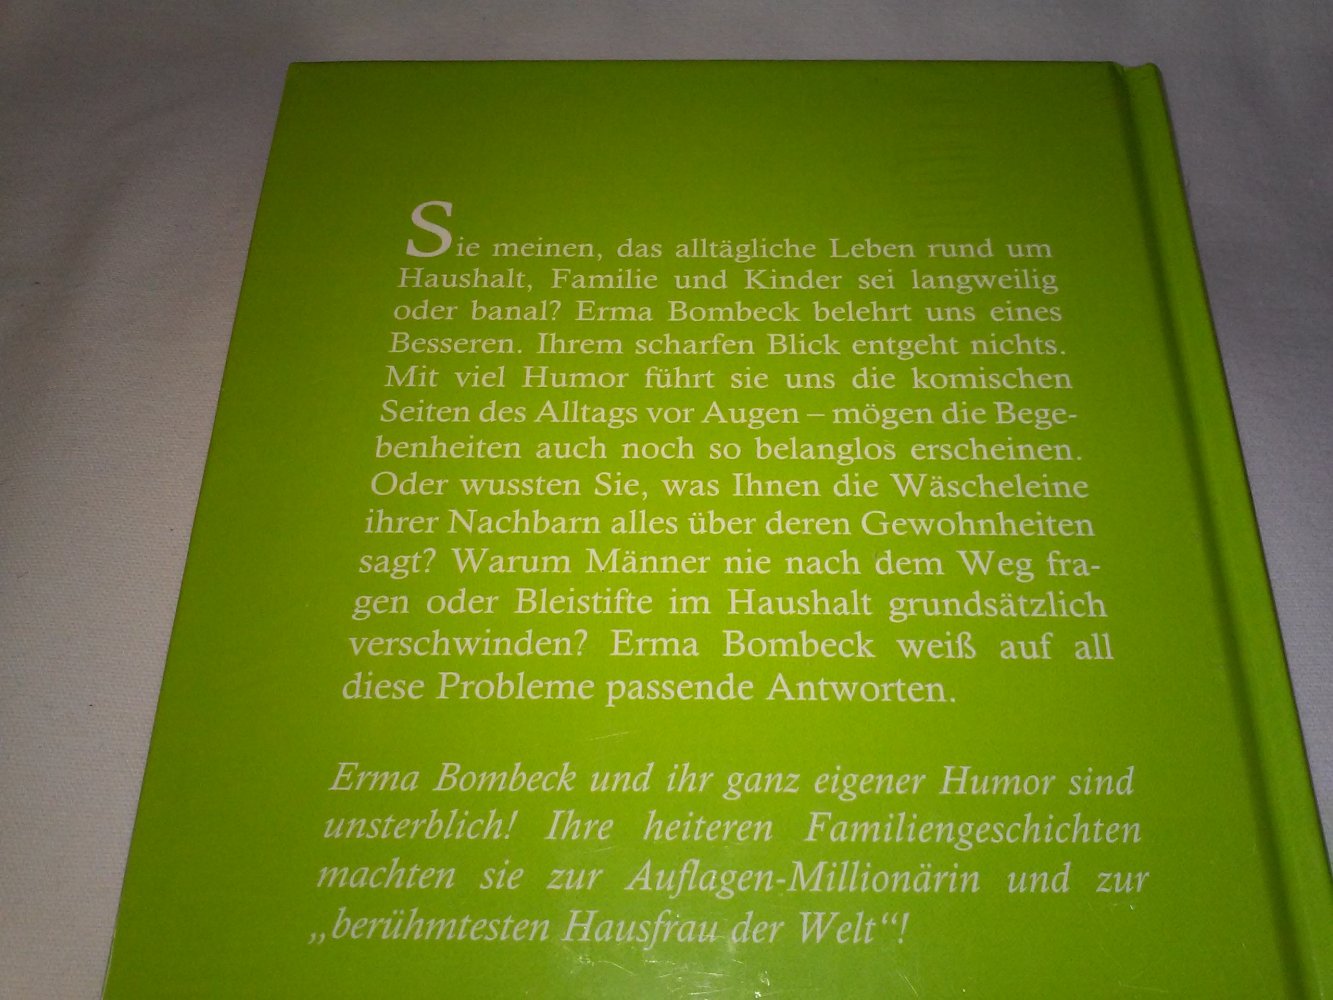 Sie meinen, das alltägliche Leben rund um
Haushalt, Familie und Kinder sei langweilig
oder banal? Erma Bombeck belehrt uns eines
Besseren. Ihrem scharfen Blick entgeht nichts.
Mit viel Humor führt sie uns die komischen
Seiten des Alltags vor Augen – mögen die Bege-
benheiten auch noch so belanglos erscheinen.
Oder wussten Sie, was Ihnen die Wäscheleine
ihrer Nachbarn alles über deren Gewohnheiten
sagt? Warum Männer nie nach dem Weg fra-
gen oder Bleistifte im Haushalt grundsätzlich
verschwinden? Erma Bombeck weiß auf all
diese Probleme passende Antworten.
Erma Bombeck und ihr ganz eigener Humor sind
unsterblich! Ihre heiteren Familiengeschichten
machten sie zur Auflagen-Millionärin und zur
„berühmtesten Hausfrau der Welt“!